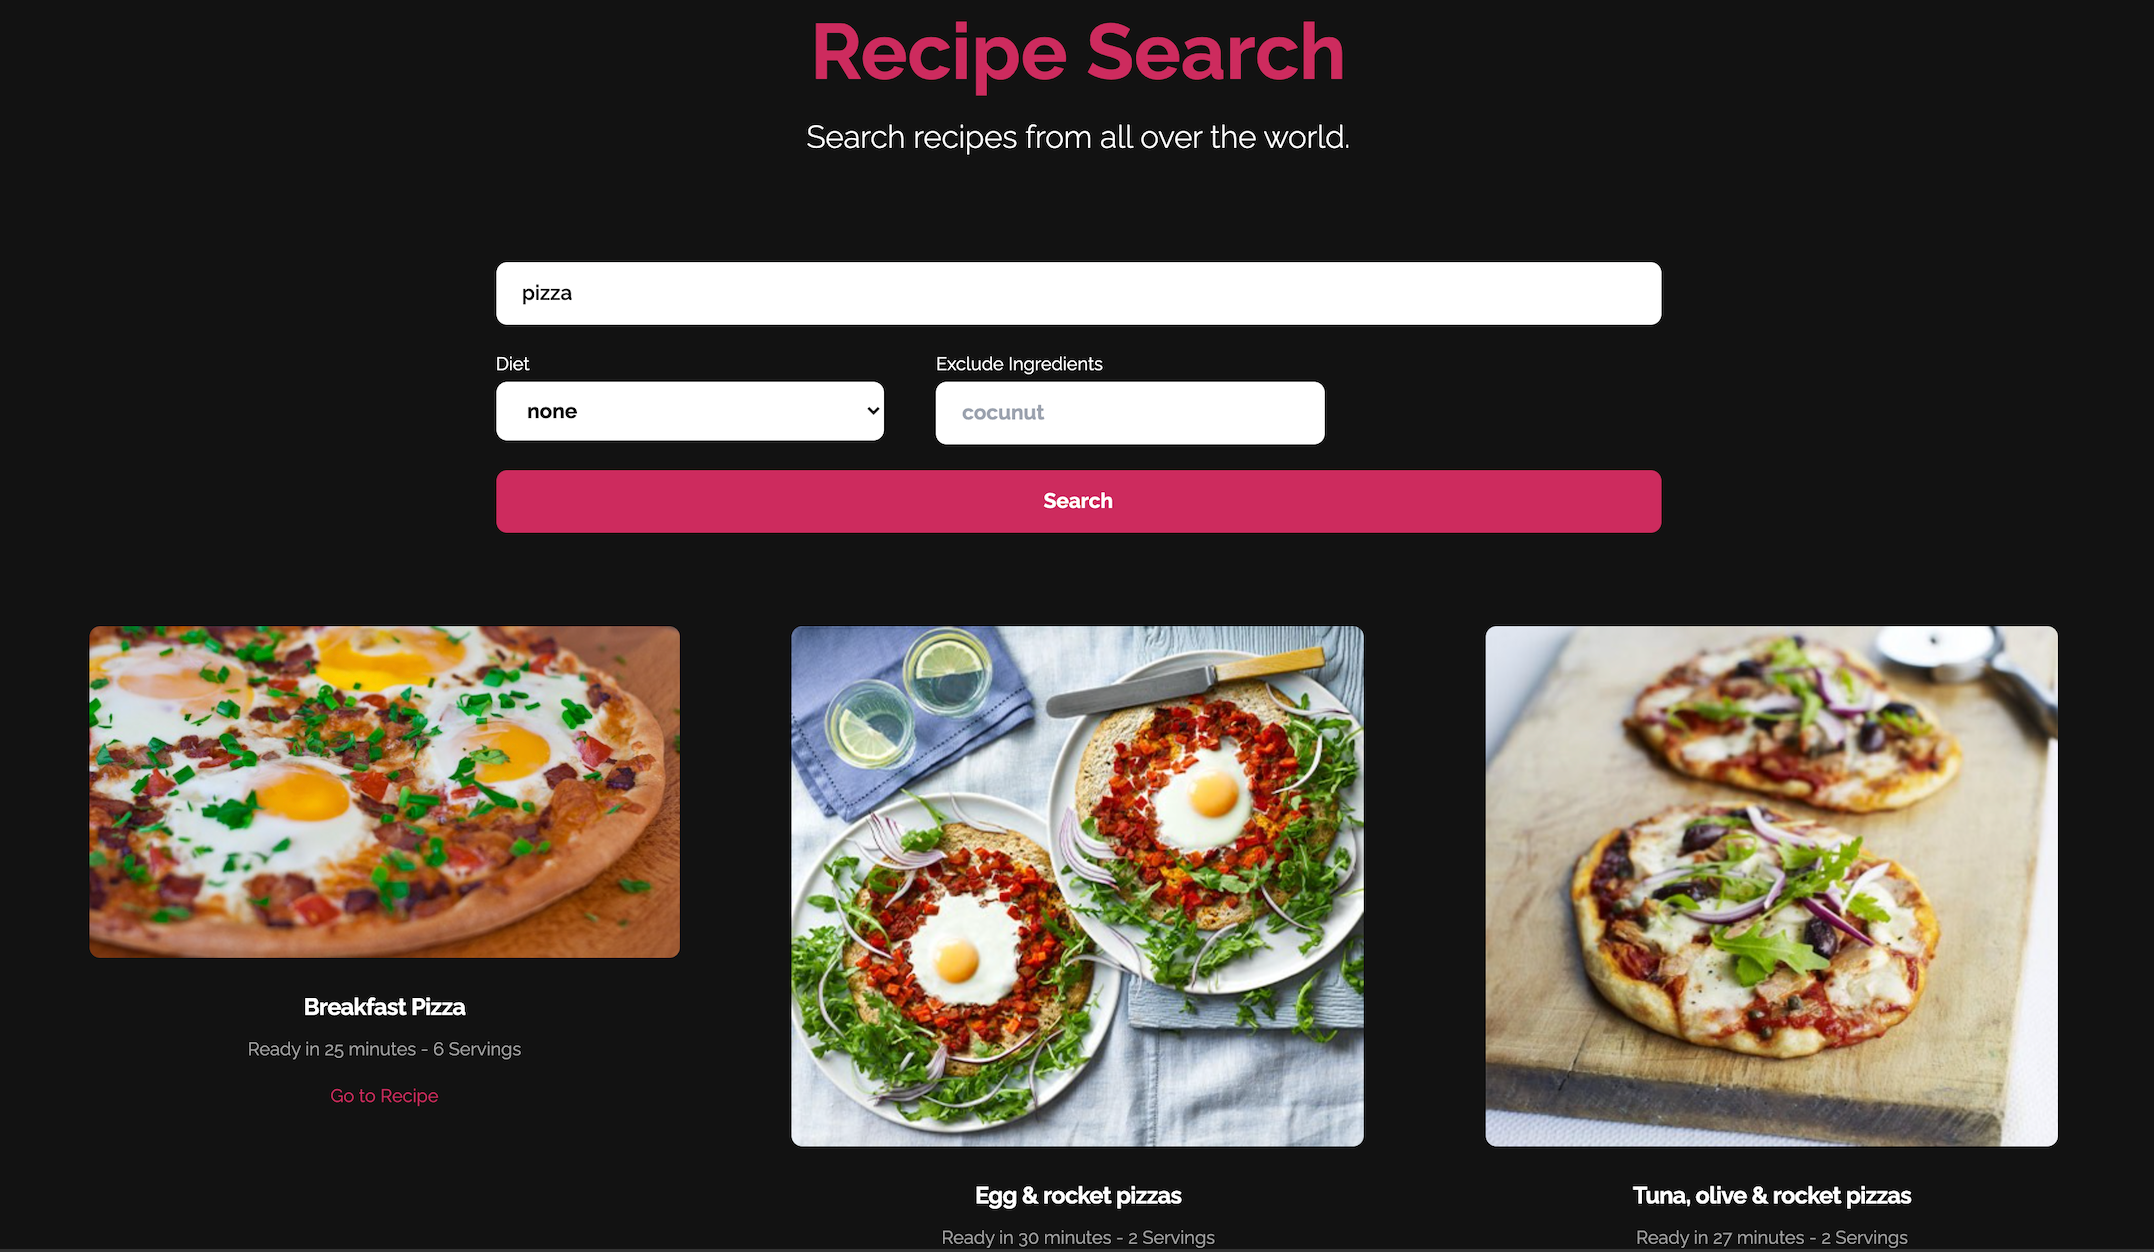 Recipe Search
Search recipes from all over the world.
pizza
Diet
Exclude Ingredients
none
cocunut
Search
Breakfast Pizza
Ready in 25 minutes - 6 Servings
Go to Recipe
Egg & rocket pizzas
Ready in 30 minutes - 2 Servings
Tuna, olive & rocket pizzas
Ready in 27 minutes - 2 Servings